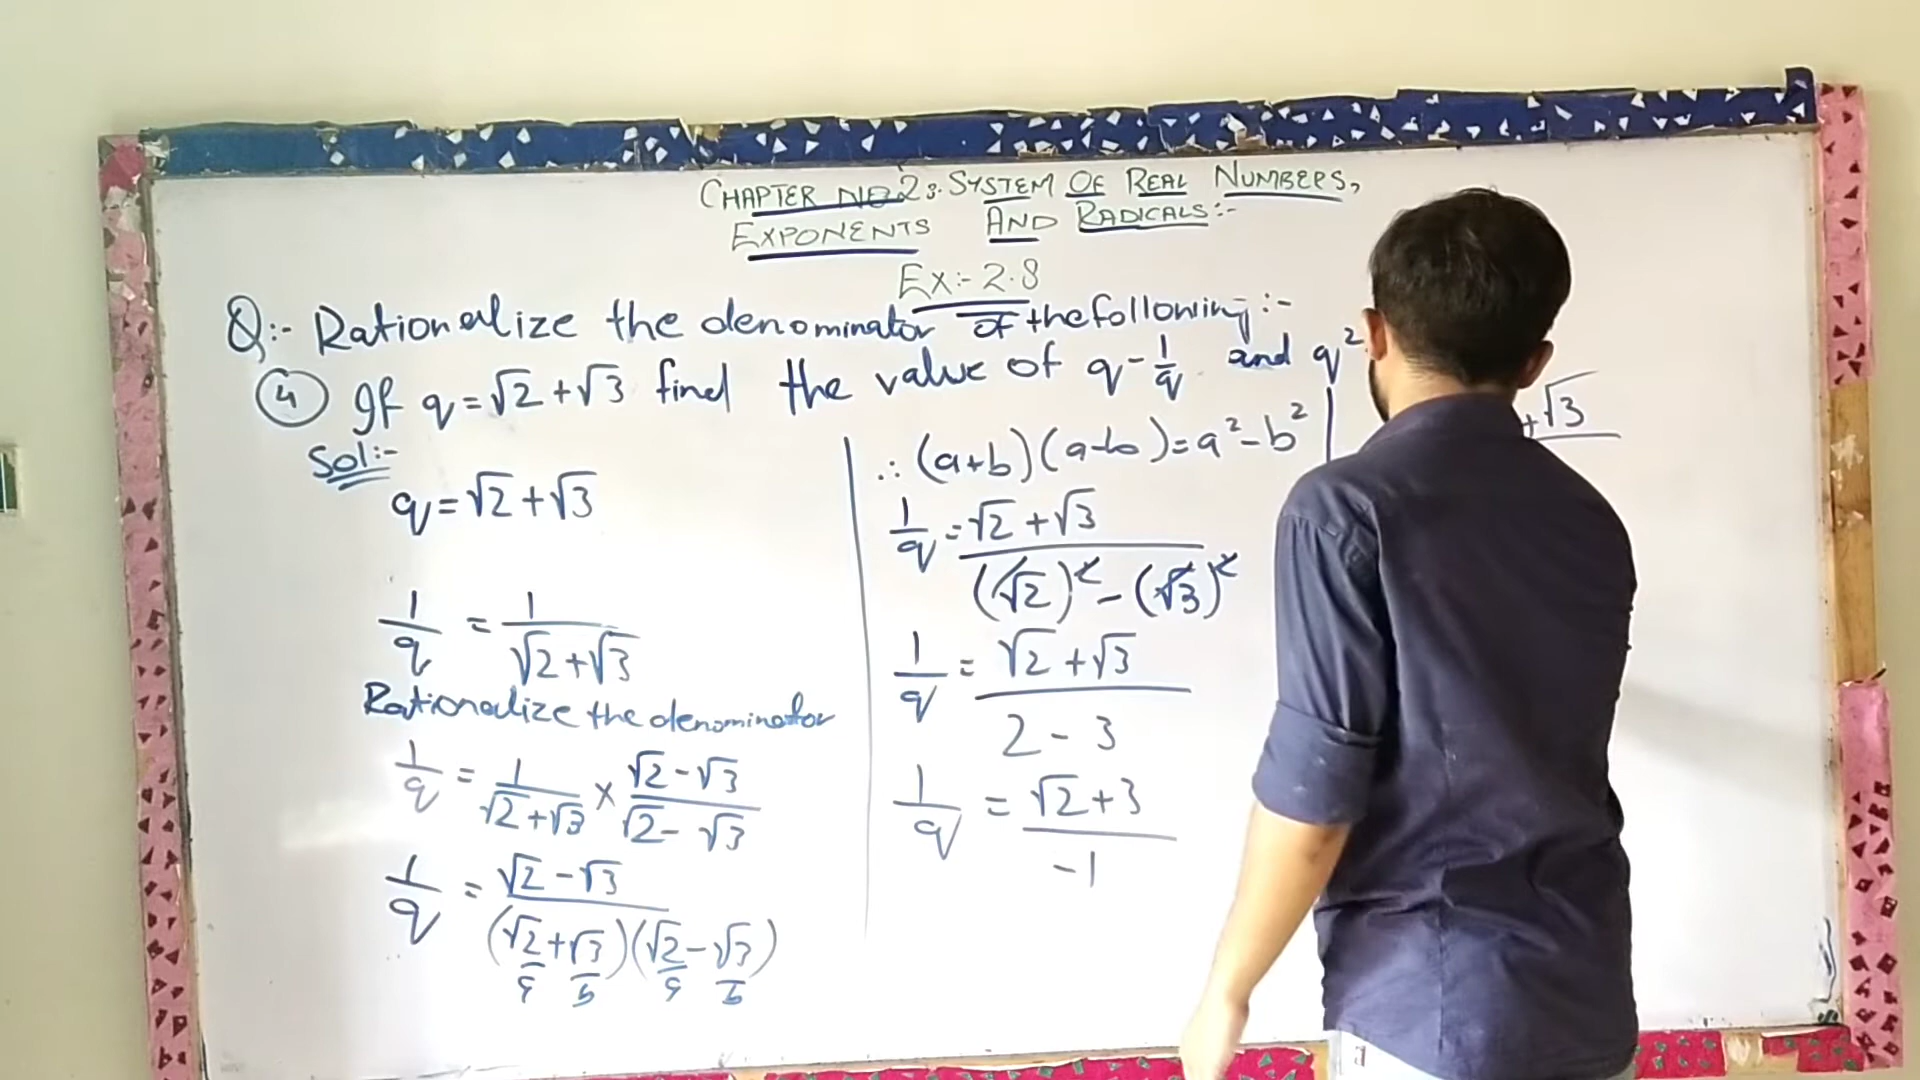 CHAPTER NO 2:- SYSTEM OF REAL NUMBERS,
EXPONENTS AND RADICALS:-
Ex:- 2.8
Q:- Rationalize the denominator of the following:-
4 If q = √2 + √3 find the value of q - 1/q and q²
Sol:-
q = √2 + √3
1/q = 1/(√2 + √3)
Rationalize the denominator
1/q = 1/(√2 + √3) × (√2 - √3)/(√2 - √3)
1/q = (√2 - √3)/((√2 + √3)(√2 - √3))
a b a b
∴ (a+b)(a-b) = a² - b²
1/q = (√2 + √3)/((√2)² - (√3)²)
1/q = (√2 + √3)/(2 - 3)
1/q = (√2 + 3)/-1
+√3